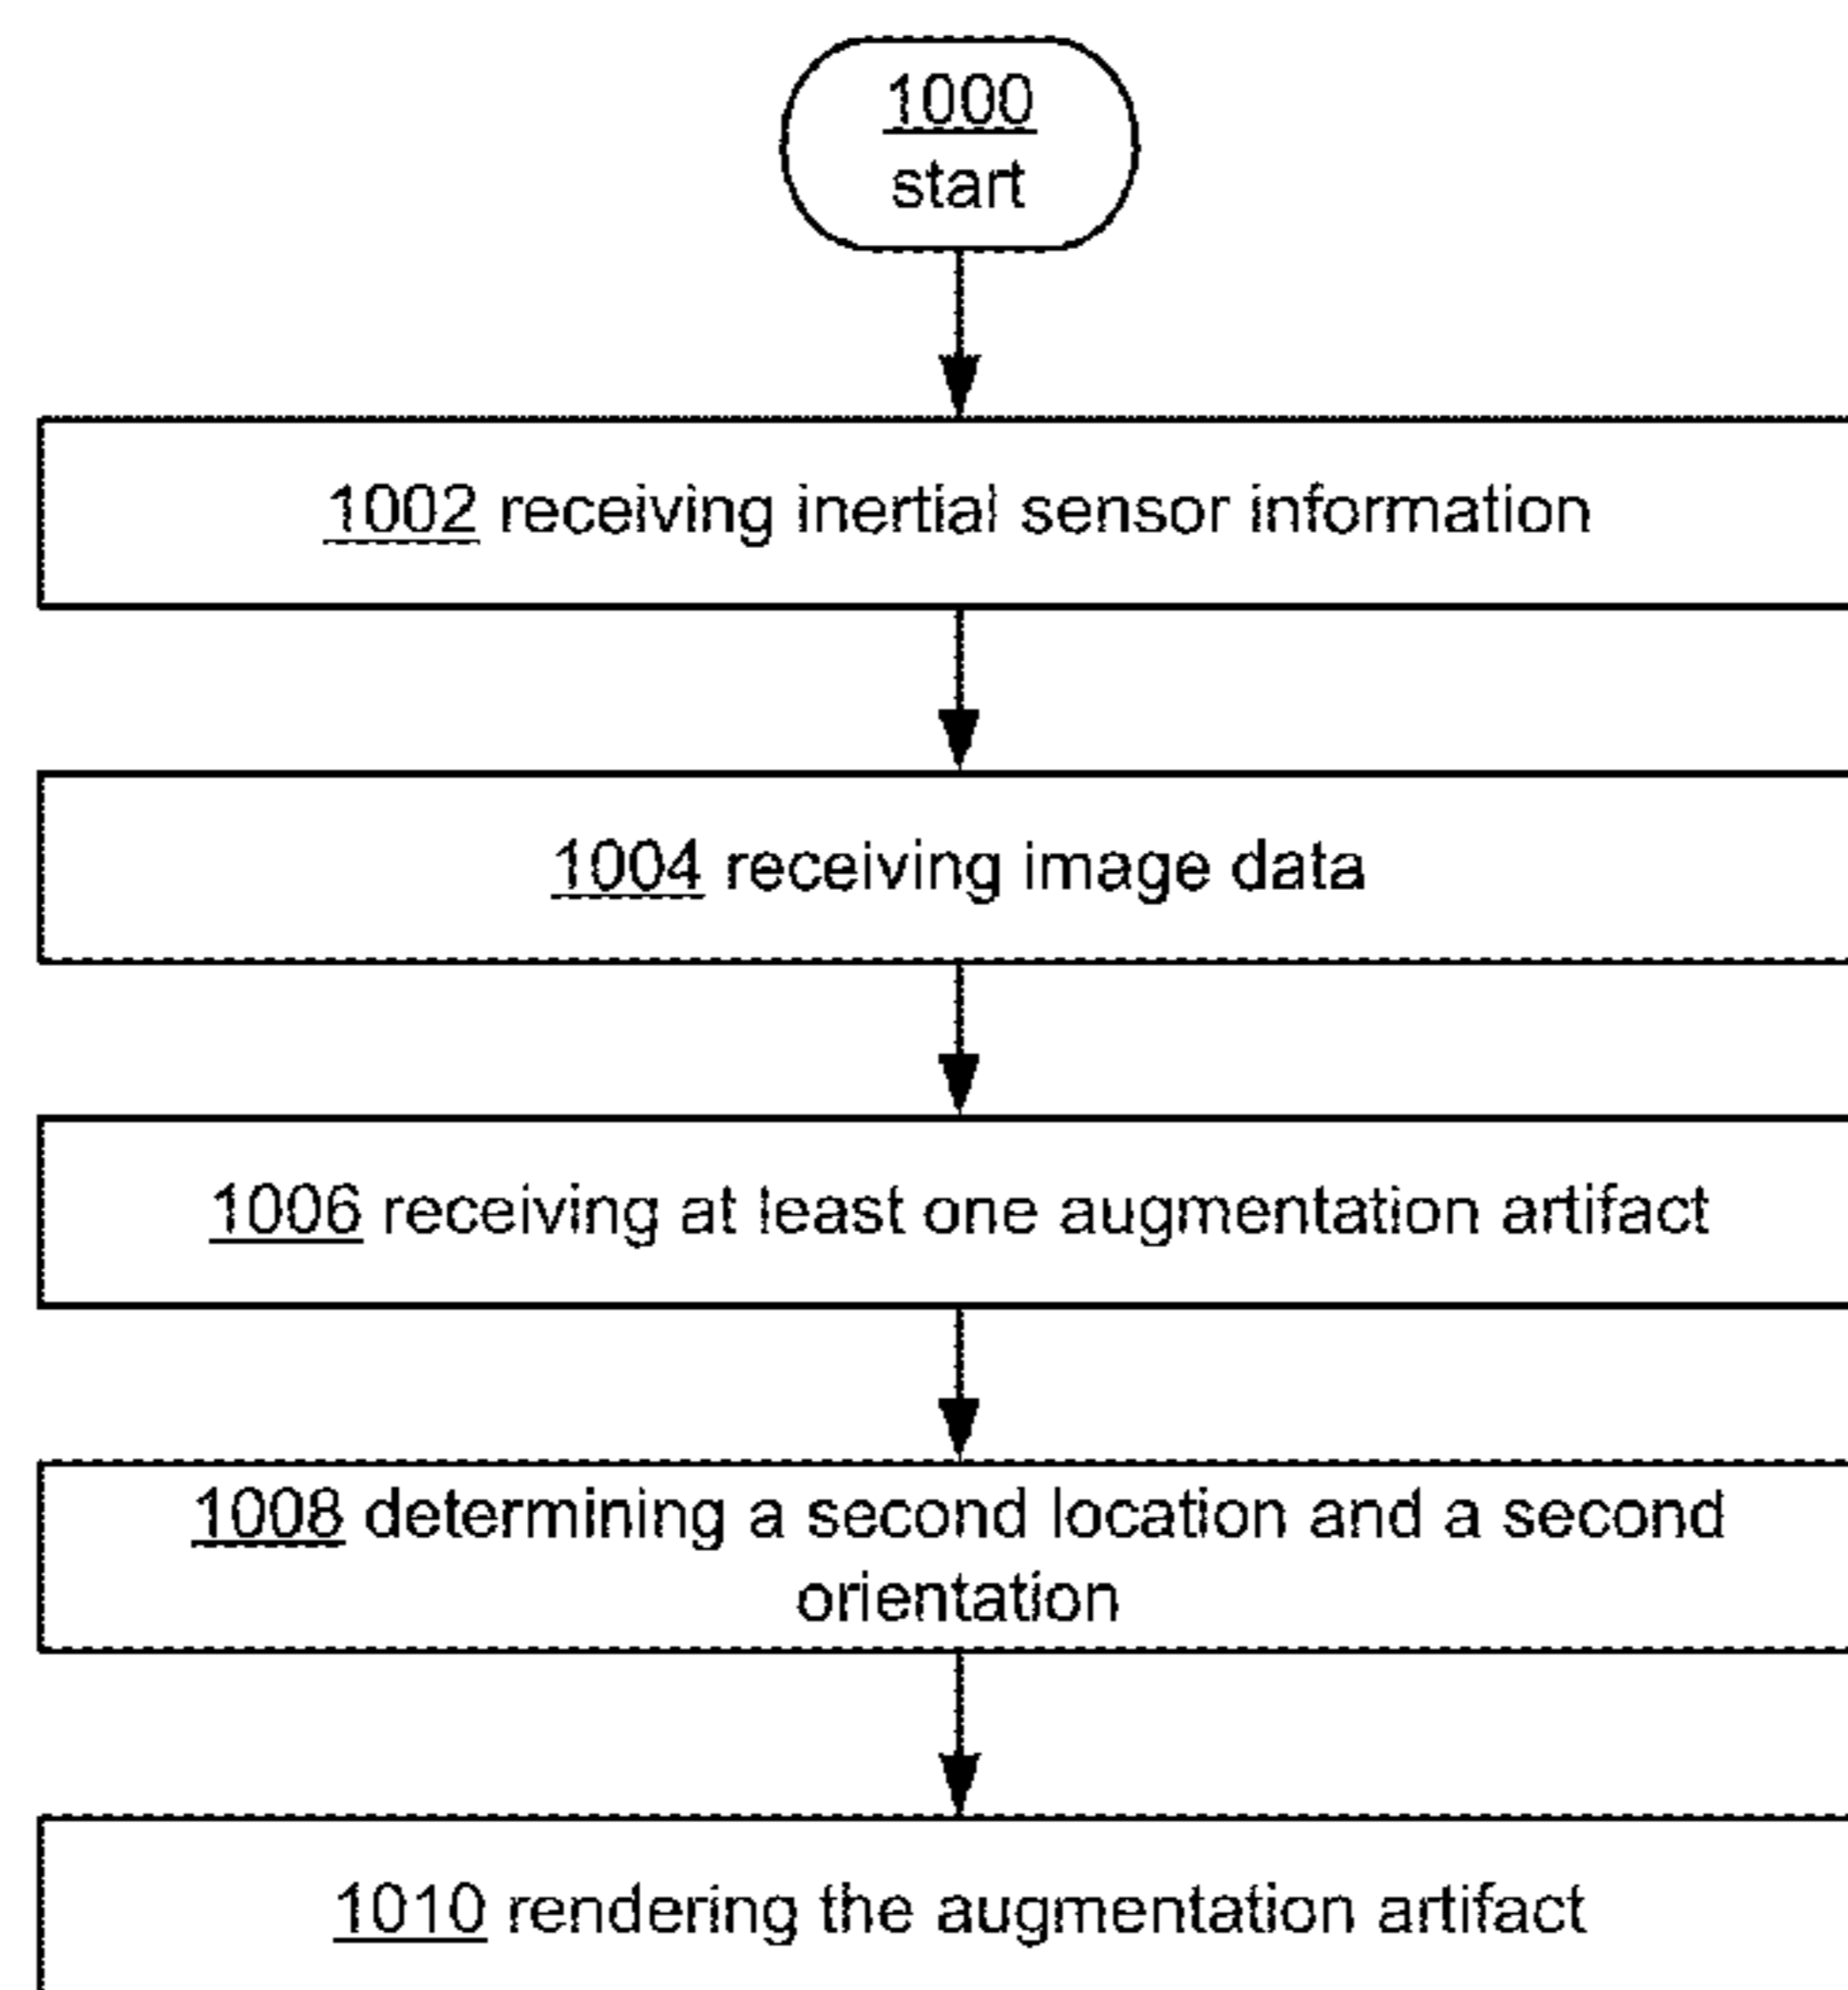 1000
start
1002 receiving inertial sensor information
1004 receiving image data
1006 receiving at least one augmentation artifact
1008 determining a second location and a second
orientation
1010 rendering the augmentation artifact